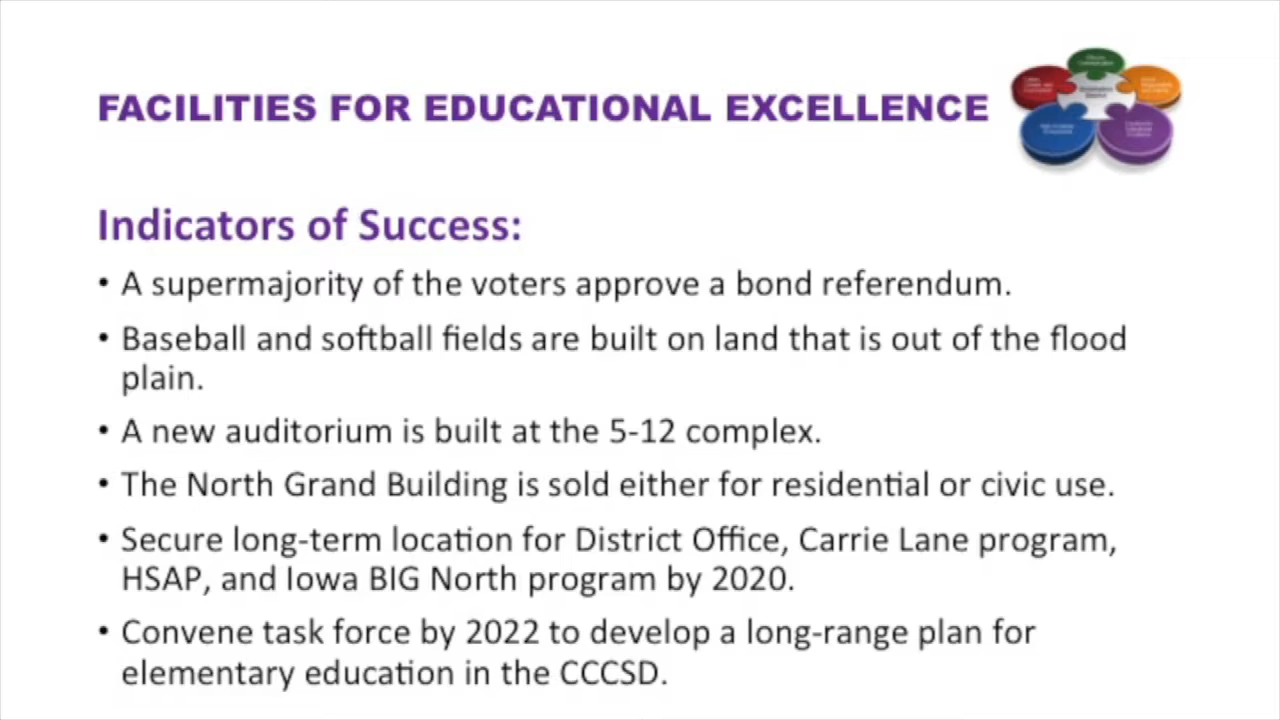 FACILITIES FOR EDUCATIONAL EXCELLENCE
Indicators of Success:
• A supermajority of the voters approve a bond referendum.
• Baseball and softball fields are built on land that is out of the flood
plain.
• A new auditorium is built at the 5-12 complex.
• The North Grand Building is sold either for residential or civic use.
• Secure long-term location for District Office, Carrie Lane program,
HSAP, and Iowa BIG North program by 2020.
• Convene task force by 2022 to develop a long-range plan for
elementary education in the CCCSD.